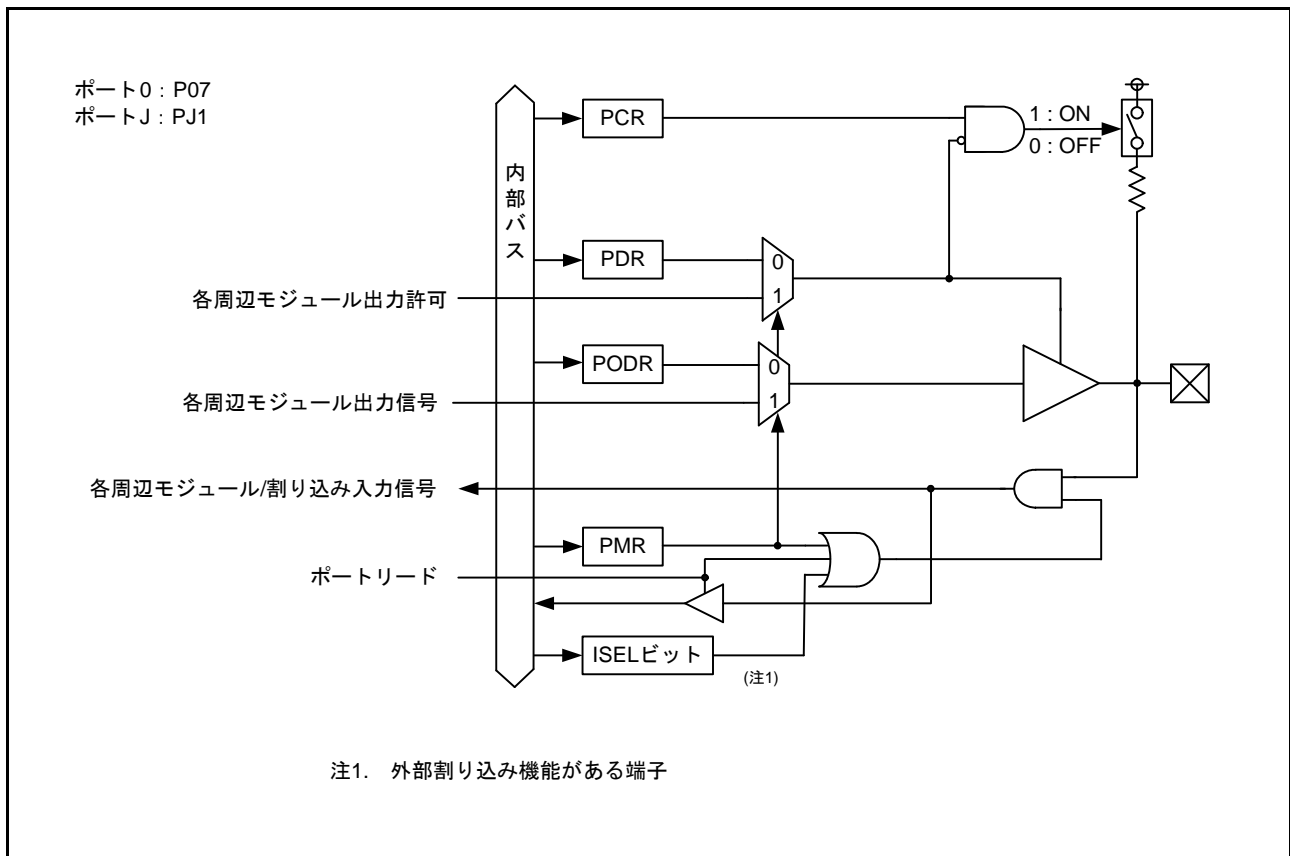 ポート0：P07
ポートJ：PJ1
内部バス
PCR
1 : ON
0 : OFF
PDR
0
1
各周辺モジュール出力許可
PODR
0
1
各周辺モジュール出力信号
各周辺モジュール/割り込み入力信号
PMR
ポートリード
ISELビット
(注1)
注1. 外部割り込み機能がある端子